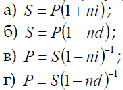 а) S = P(1 + ni);
б) S = P(1 − nd);
в) P = S(1 − ni)⁻¹;
г) P = S(1 − nd)⁻¹;